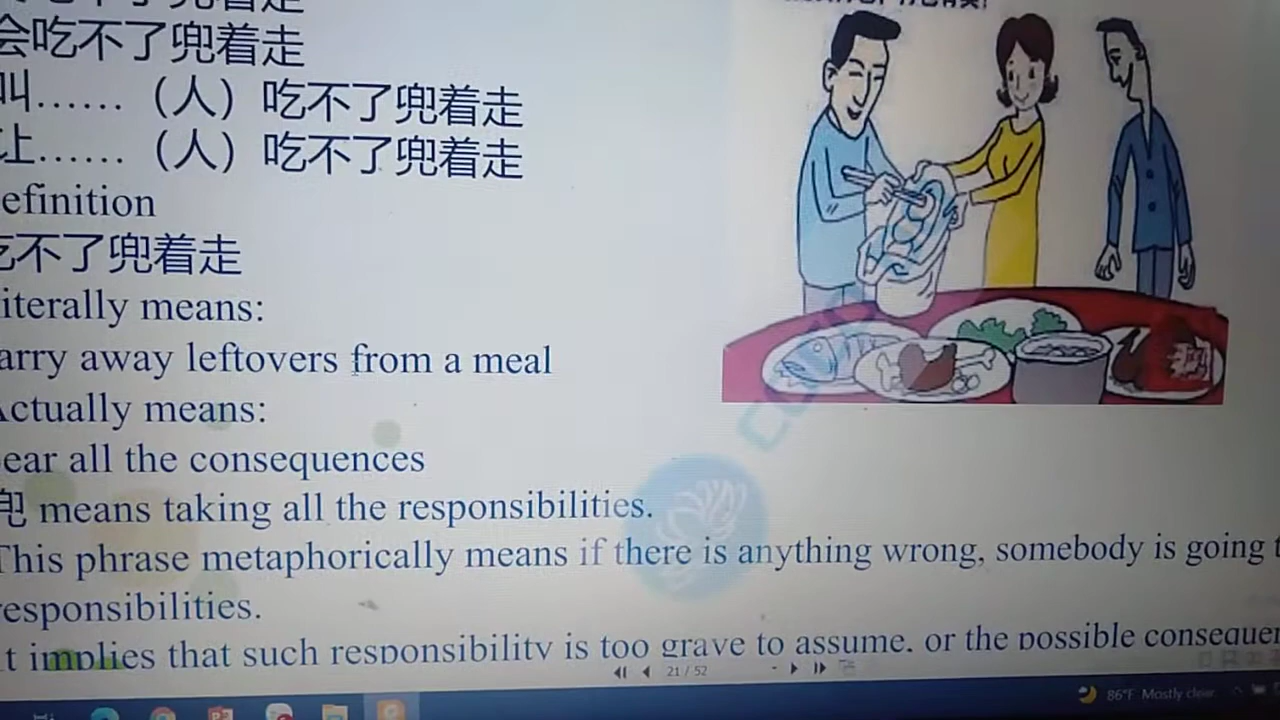 会吃不了兜着走
叫……（人）吃不了兜着走
让……（人）吃不了兜着走
efinition
吃不了兜着走
iterally means:
arry away leftovers from a meal
Actually means:
ear all the consequences
兜 means taking all the responsibilities.
This phrase metaphorically means if there is anything wrong, somebody is going t
responsibilities.
It implies that such responsibility is too grave to assume, or the possible consequen
21 / 52
86°F Mostly clear